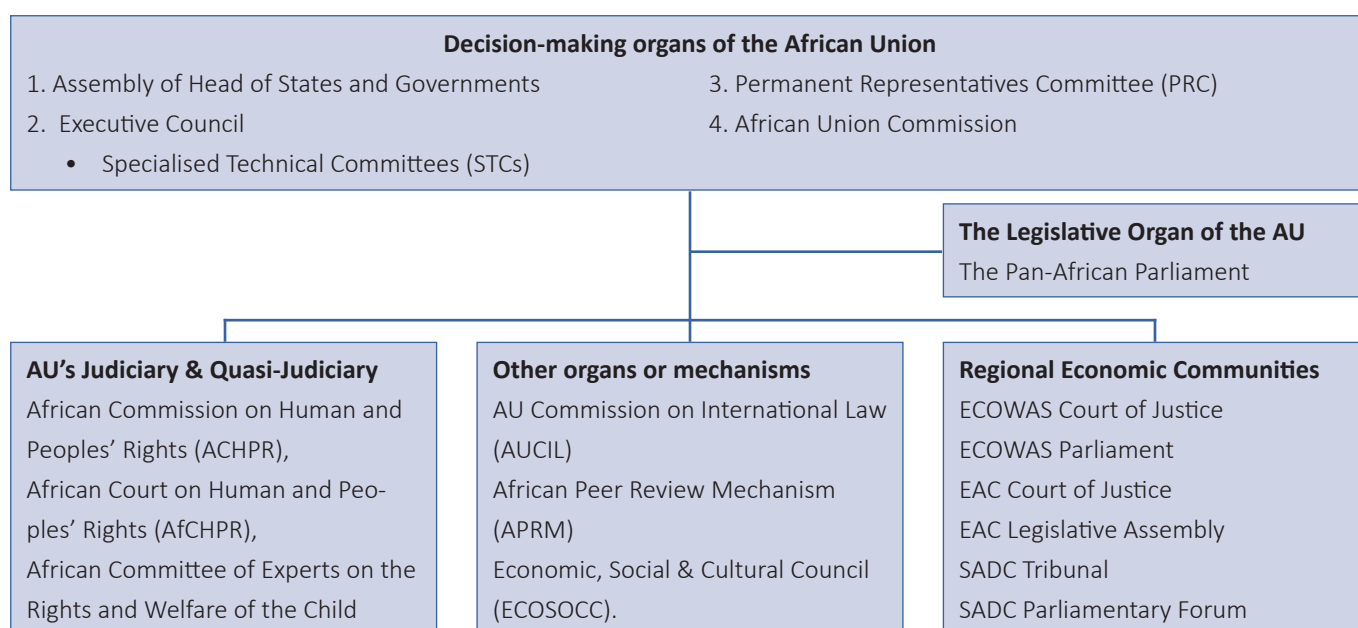 Decision-making organs of the African Union
1. Assembly of Head of States and Governments
2. Executive Council
• Specialised Technical Committees (STCs)
3. Permanent Representatives Committee (PRC)
4. African Union Commission
The Legislative Organ of the AU
The Pan-African Parliament
AU's Judiciary & Quasi-Judiciary
African Commission on Human and
Peoples' Rights (ACHPR),
African Court on Human and Peo-
ples' Rights (AfCHPR),
African Committee of Experts on the
Rights and Welfare of the Child
Other organs or mechanisms
AU Commission on International Law
(AUCIL)
African Peer Review Mechanism
(APRM)
Economic, Social & Cultural Council
(ECOSOCC).
Regional Economic Communities
ECOWAS Court of Justice
ECOWAS Parliament
EAC Court of Justice
EAC Legislative Assembly
SADC Tribunal
SADC Parliamentary Forum